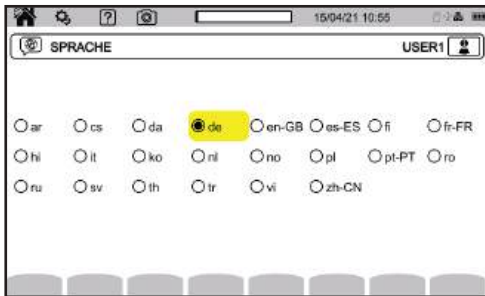 15/04/21 10:55
SPRACHE USER1
ar cs da de en-GB es-ES fi fr-FR
hi it ko nl no pl pt-PT ro
ru sv th tr vi zh-CN